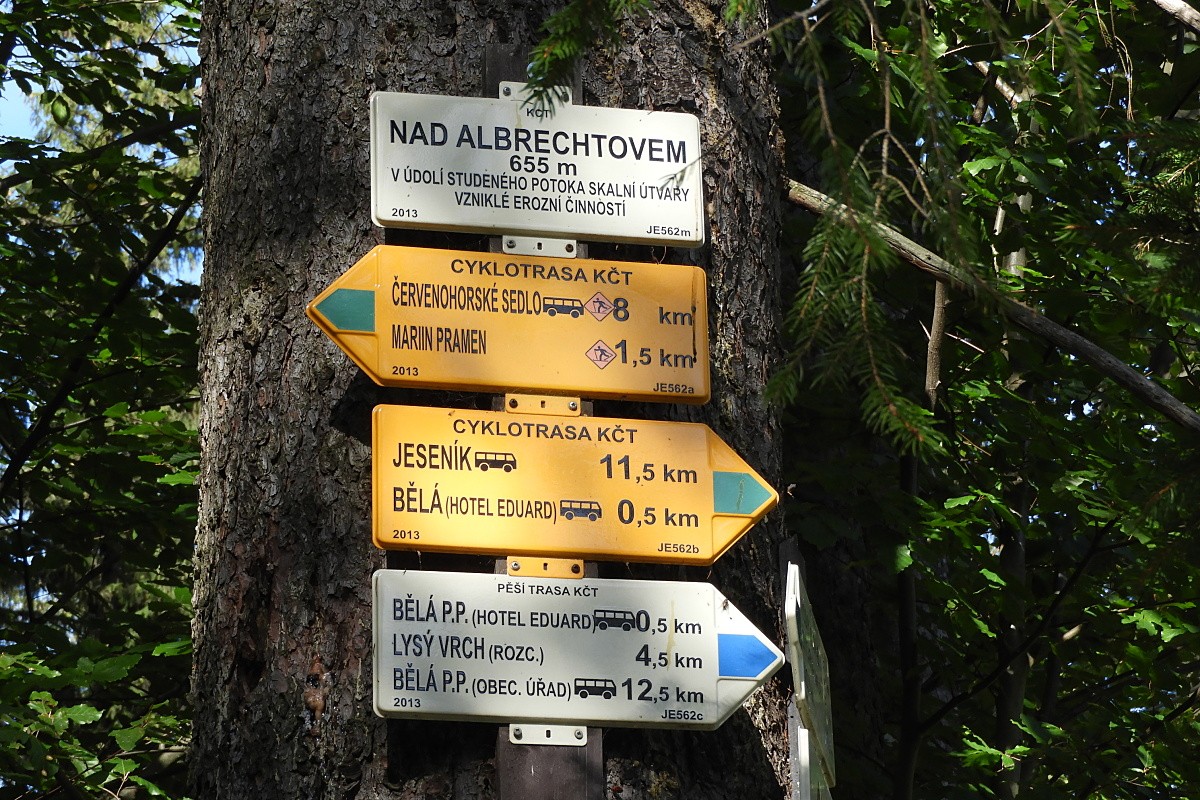 KČT
NAD ALBRECHTOVEM
655 m
V ÚDOLÍ STUDENÉHO POTOKA SKALNÍ ÚTVARY
VZNIKLÉ EROZNÍ ČINNOSTÍ
2013 JE562m
CYKLOTRASA KČT
ČERVENOHORSKÉ SEDLO 8 km
MARIIN PRAMEN 1,5 km
2013 JE562a
CYKLOTRASA KČT
JESENÍK 11,5 km
BĚLÁ (HOTEL EDUARD) 0,5 km
2013 JE562b
PĚŠÍ TRASA KČT
BĚLÁ P.P. (HOTEL EDUARD) 0,5 km
LYSÝ VRCH (ROZC.) 4,5 km
BĚLÁ P.P. (OBEC. ÚŘAD) 12,5 km
2013 JE562c